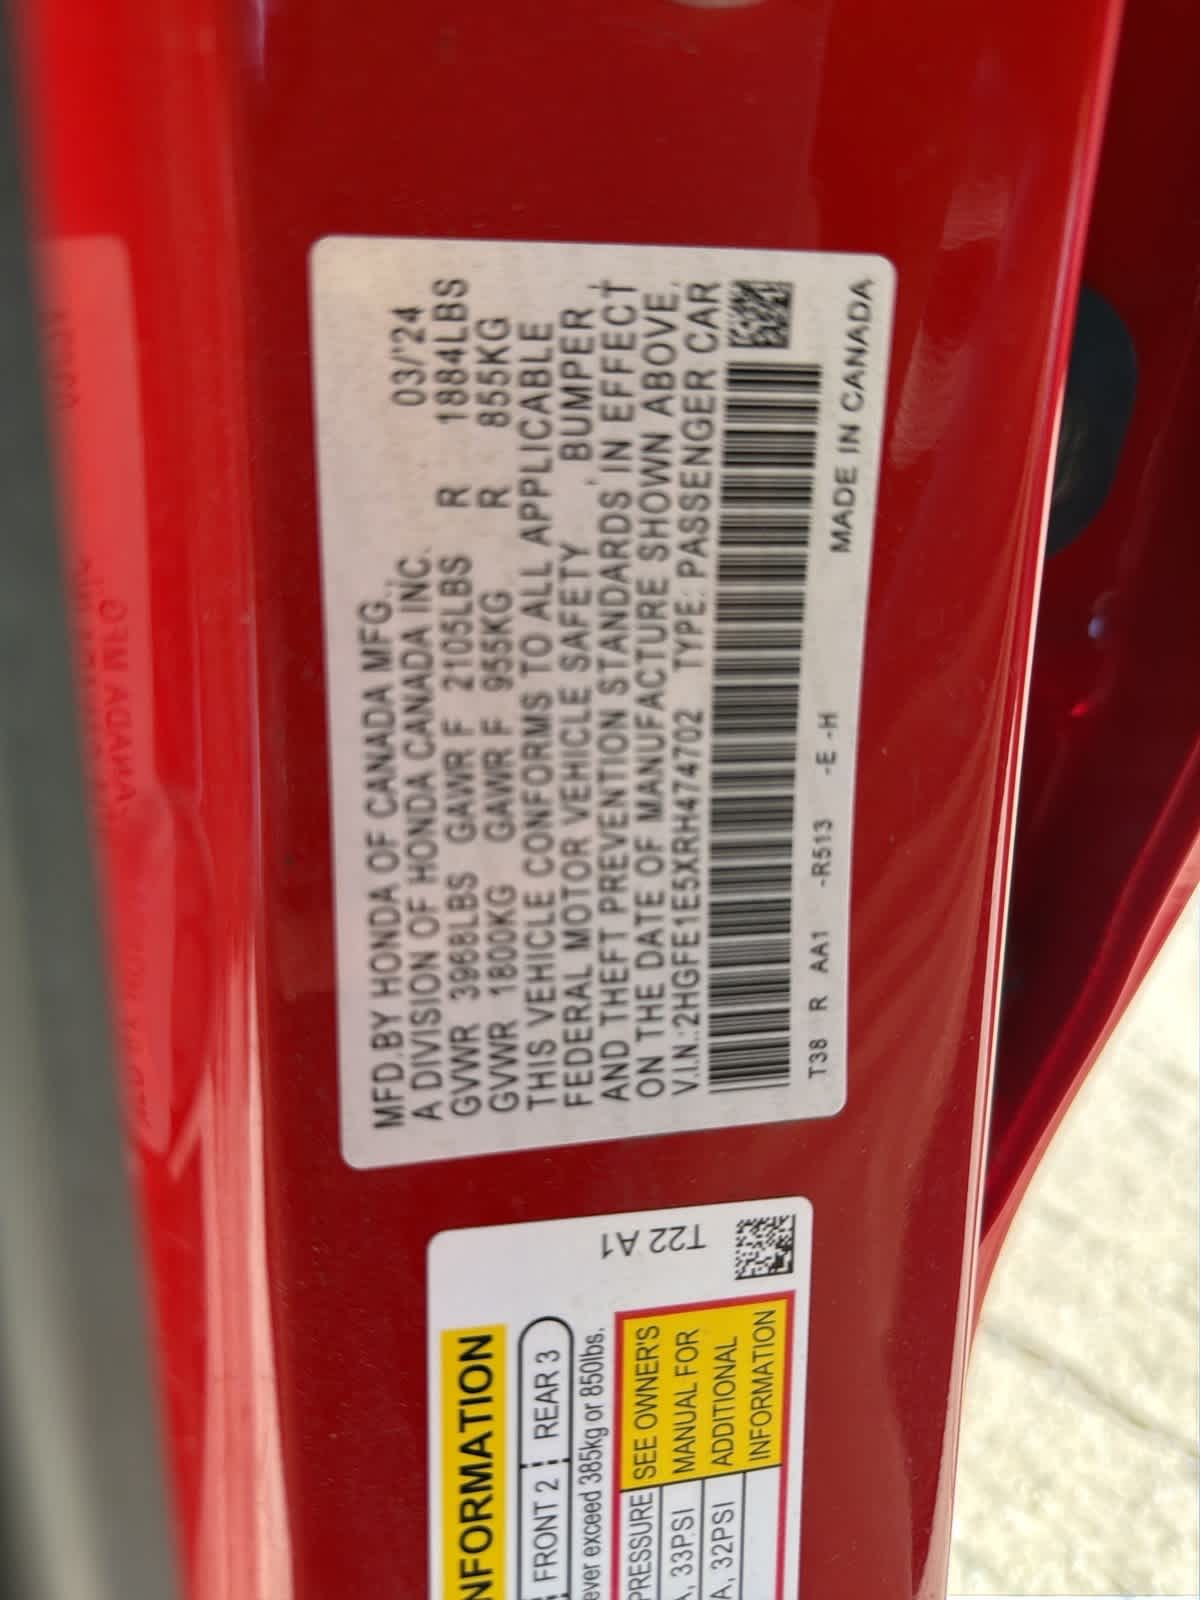 MFD.BY HONDA OF CANADA MFG., 03/'24
A DIVISION OF HONDA CANADA INC.
GVWR 3968LBS GAWR F 2105LBS R 1884LBS
GVWR 1800KG GAWR F 955KG R 855KG
THIS VEHICLE CONFORMS TO ALL APPLICABLE
FEDERAL MOTOR VEHICLE SAFETY , BUMPER ,
AND THEFT PREVENTION STANDARDS IN EFFECT
ON THE DATE OF MANUFACTURE SHOWN ABOVE.
V.I.N.:2HGFE1E5XRH474702 TYPE: PASSENGER CAR
T38 R AA1 -R513 -E -H
MADE IN CANADA
T22 A1
NFORMATION
FRONT 2 REAR 3
ever exceed 385kg or 850lbs.
PRESSURE SEE OWNER'S
A, 33PSI MANUAL FOR
A, 32PSI ADDITIONAL
INFORMATION